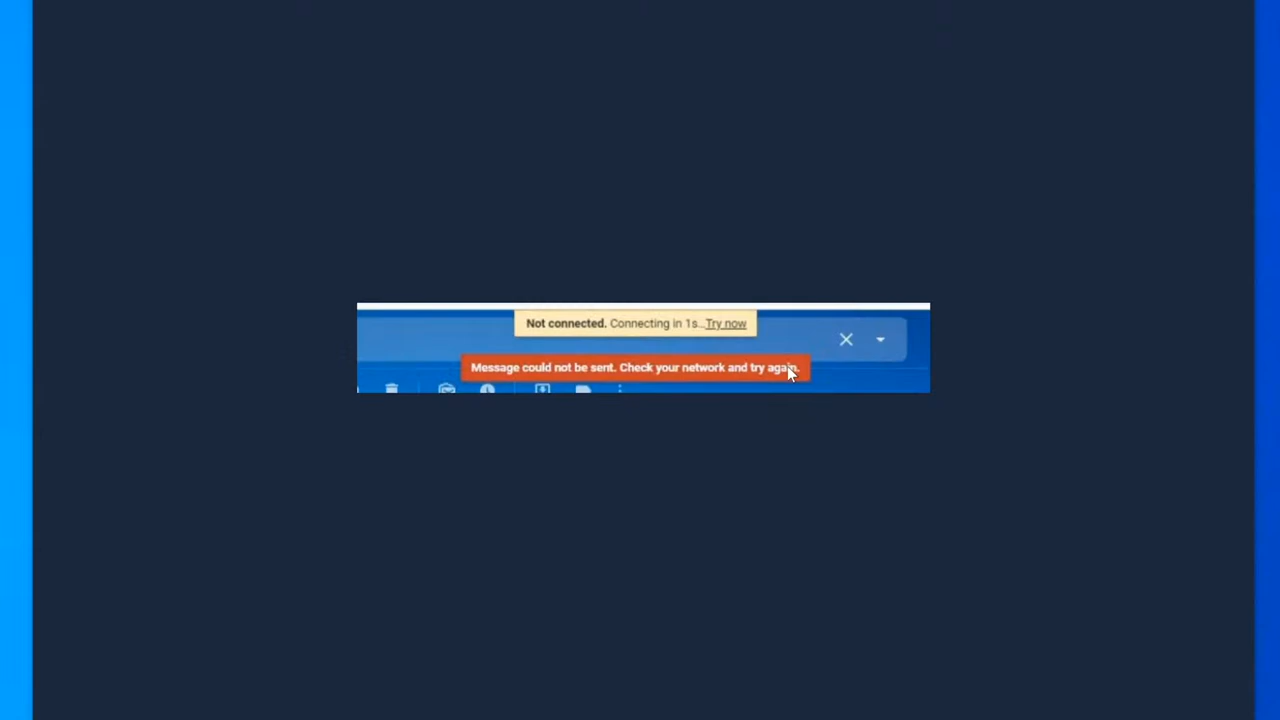 Not connected. Connecting in 1s...Try now
Message could not be sent. Check your network and try again.